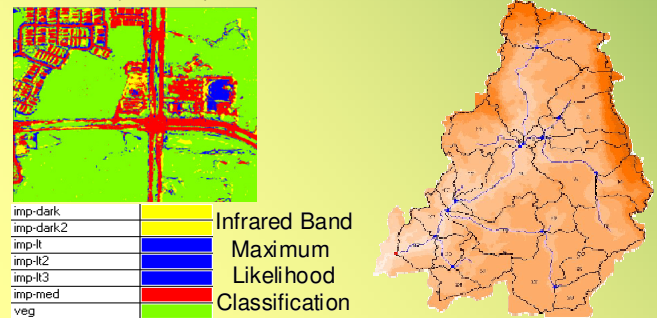 imp-dark
imp-dark2
imp-lt
imp-lt2
imp-lt3
imp-med
veg
Infrared Band
Maximum
Likelihood
Classification